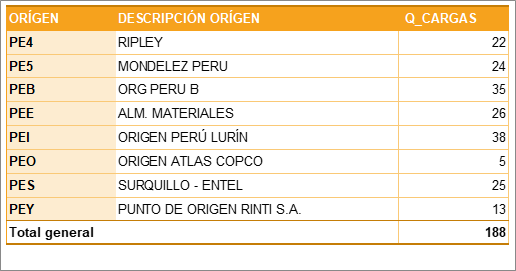 ORÍGEN DESCRIPCIÓN ORÍGEN Q_CARGAS
PE4 RIPLEY 22
PE5 MONDELEZ PERU 24
PEB ORG PERU B 35
PEE ALM. MATERIALES 26
PEI ORIGEN PERÚ LURÍN 38
PEO ORIGEN ATLAS COPCO 5
PES SURQUILLO - ENTEL 25
PEY PUNTO DE ORIGEN RINTI S.A. 13
Total general 188